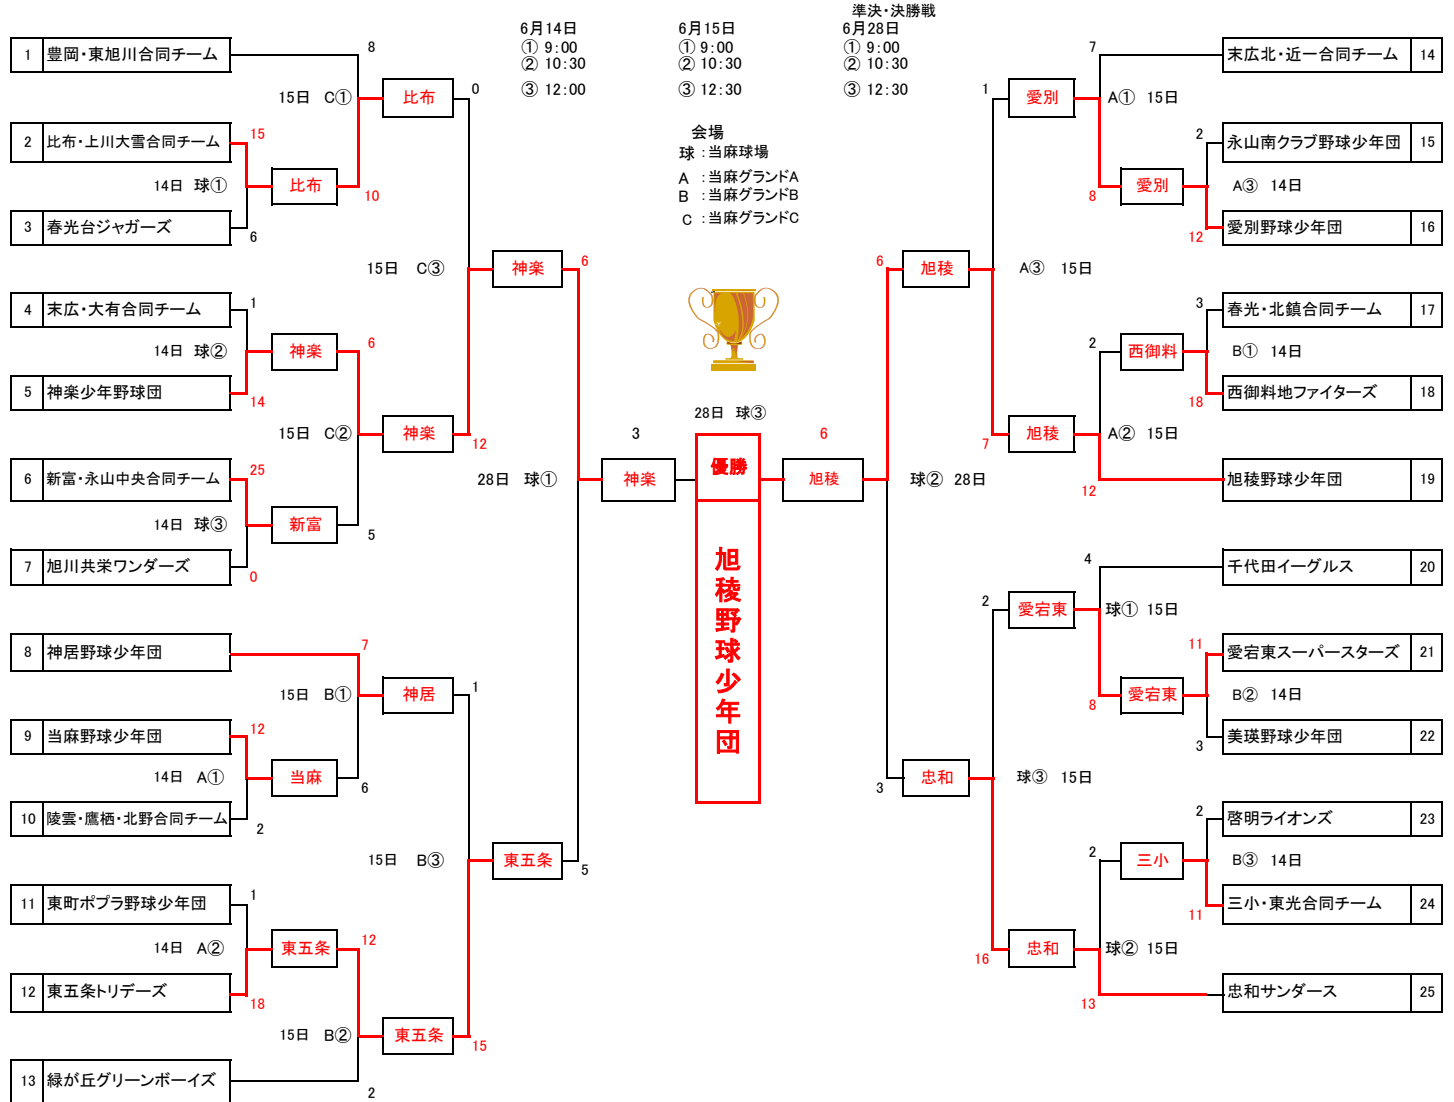 準決・決勝戦
6月14日 6月15日 6月28日
① 9:00 ① 9:00 ① 9:00
② 10:30 ② 10:30 ② 10:30
③ 12:00 ③ 12:30 ③ 12:30
会場
球 :当麻球場
A :当麻グランドA
B :当麻グランドB
C :当麻グランドC
1 豊岡・東旭川合同チーム
8
15日 C①
比布
0
2 比布・上川大雪合同チーム
15
14日 球①
比布
10
3 春光台ジャガーズ
6
15日 C③
神楽
6
4 末広・大有合同チーム
1
14日 球②
神楽
6
5 神楽少年野球団
14
15日 C②
神楽
12
6 新富・永山中央合同チーム
25
14日 球③
新富
5
7 旭川共栄ワンダーズ
0
28日 球①
神楽
3
8 神居野球少年団
7
15日 B①
神居
1
9 当麻野球少年団
12
14日 A①
当麻
6
10 陵雲・鷹栖・北野合同チーム
2
15日 B③
東五条
5
11 東町ポプラ野球少年団
1
14日 A②
東五条
12
12 東五条トリデーズ
18
15日 B②
東五条
15
13 緑が丘グリーンボーイズ
2
28日 球③
優勝
旭稜野球少年団
6
旭稜
球② 28日
7
末広北・近一合同チーム 14
1
愛別
A① 15日
2
永山南クラブ野球少年団 15
愛別
A③ 14日
8
12
愛別野球少年団 16
6
旭稜
A③ 15日
3
春光・北鎮合同チーム 17
2
西御料
B① 14日
18
西御料地ファイターズ 18
7
旭稜
A② 15日
12
旭稜野球少年団 19
4
千代田イーグルス 20
2
愛宕東
球① 15日
11
愛宕東スーパースターズ 21
愛宕東
B② 14日
8
3
美瑛野球少年団 22
3
忠和
球③ 15日
2
啓明ライオンズ 23
2
三小
B③ 14日
11
三小・東光合同チーム 24
16
忠和
球② 15日
13
忠和サンダース 25